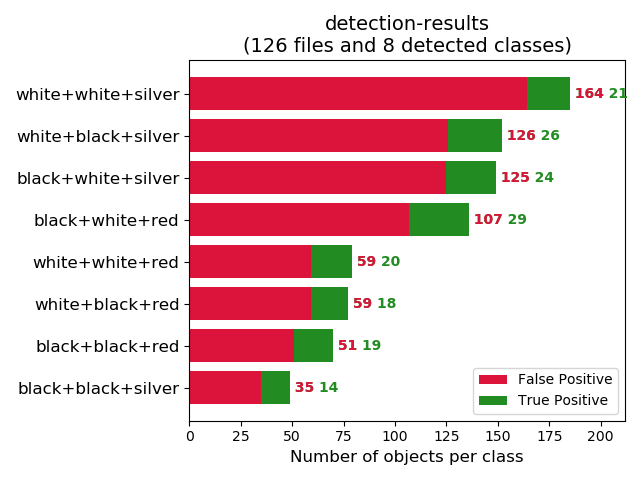 detection-results
(126 files and 8 detected classes)
white+white+silver 164 21
white+black+silver 126 26
black+white+silver 125 24
black+white+red 107 29
white+white+red 59 20
white+black+red 59 18
black+black+red 51 19
black+black+silver 35 14
False Positive
True Positive
0 25 50 75 100 125 150 175 200
Number of objects per class